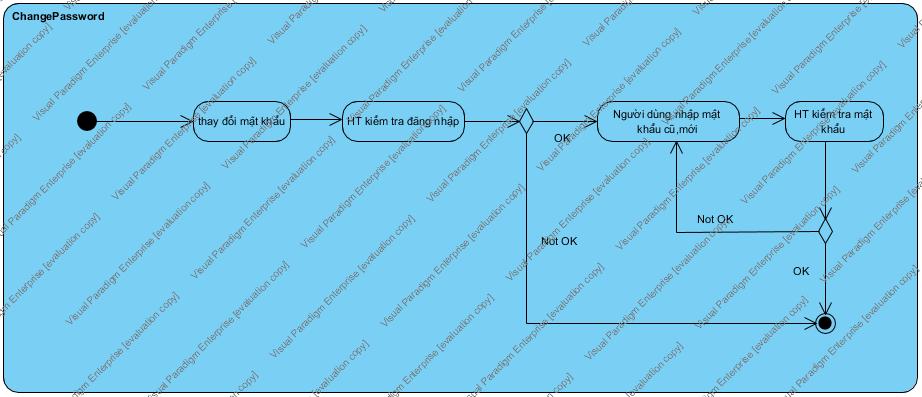 ChangePassword
thay đổi mật khẩu
HT kiểm tra đăng nhập
OK
Người dùng nhập mật
khẩu cũ,mới
HT kiểm tra mật
khẩu
Not OK
Not OK
OK
Visual Paradigm Enterprise [evaluation copy]